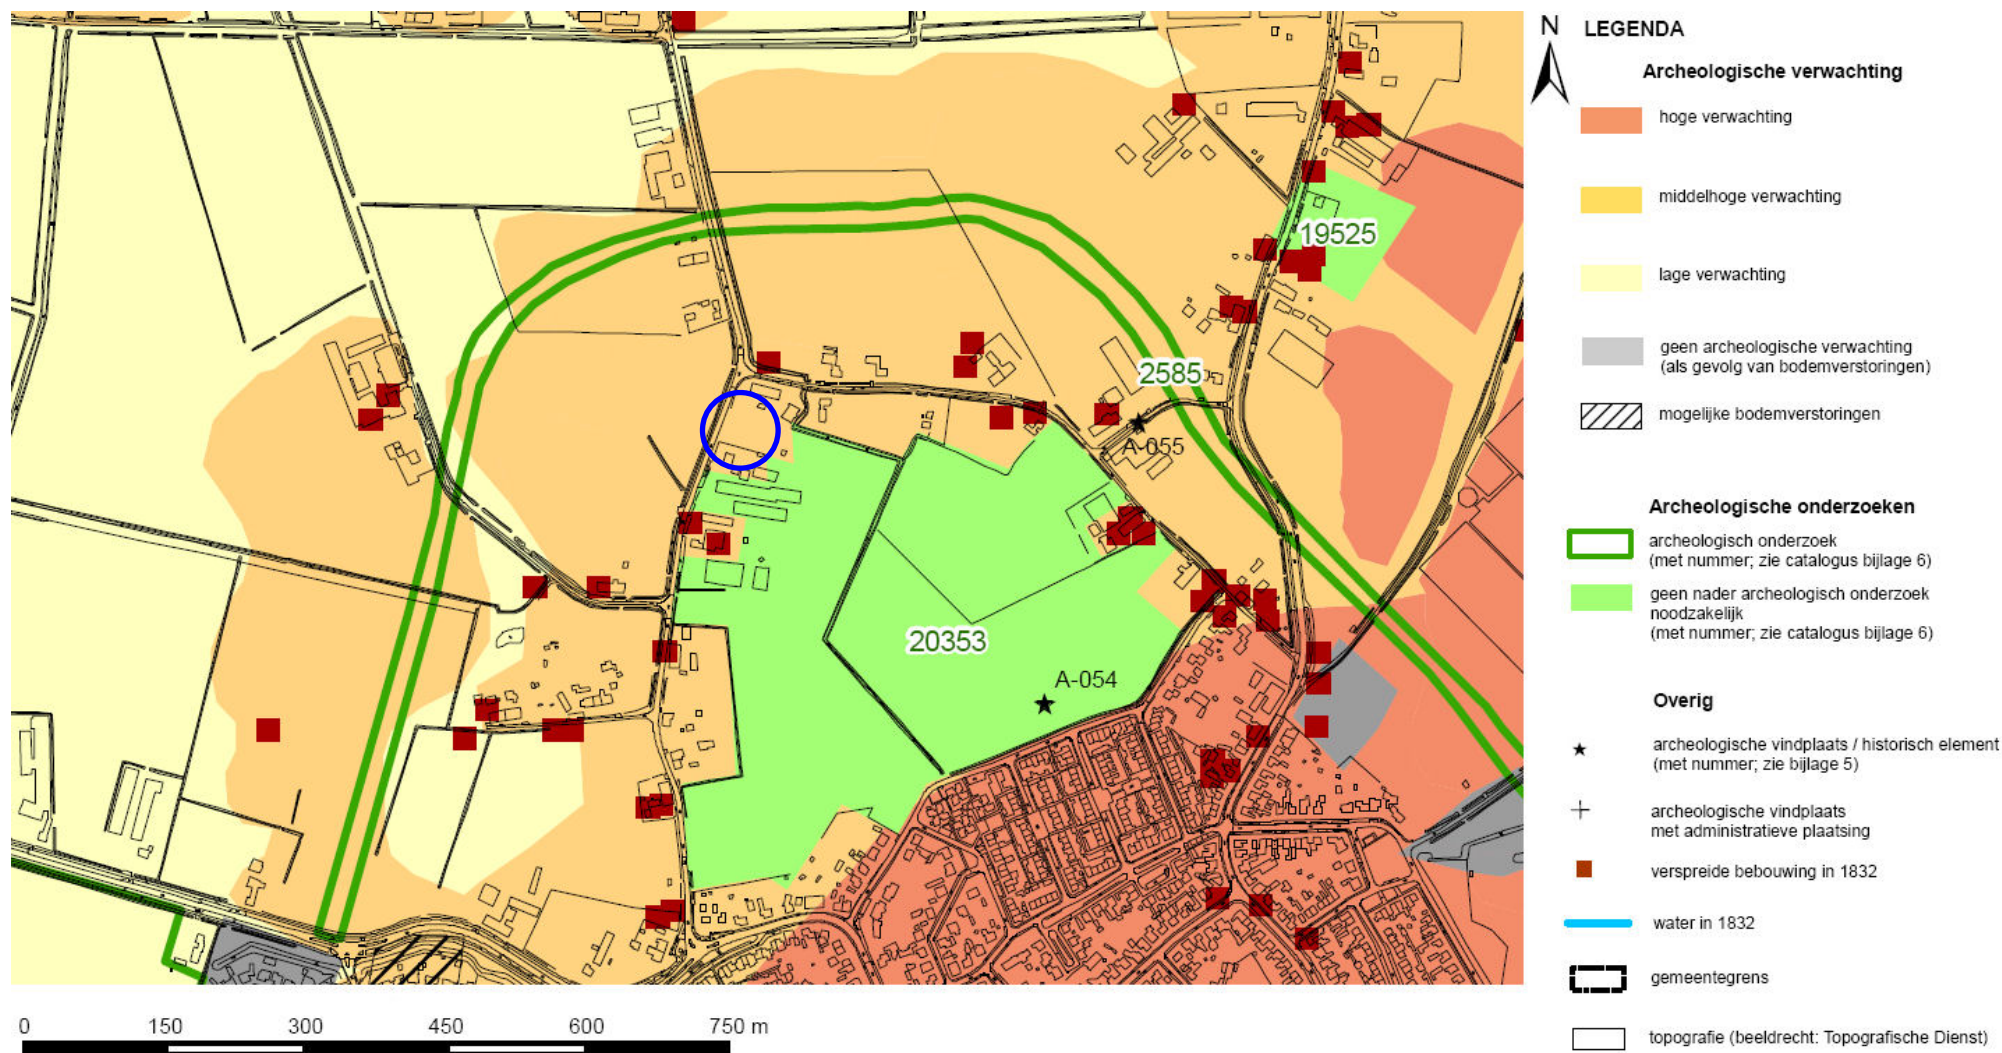 N
LEGENDA
Archeologische verwachting
hoge verwachting
middelhoge verwachting
lage verwachting
geen archeologische verwachting
(als gevolg van bodemverstoringen)
mogelijke bodemverstoringen
Archeologische onderzoeken
archeologisch onderzoek
(met nummer; zie catalogus bijlage 6)
geen nader archeologisch onderzoek
noodzakelijk
(met nummer; zie catalogus bijlage 6)
Overig
archeologische vindplaats / historisch element
(met nummer; zie bijlage 5)
archeologische vindplaats
met administratieve plaatsing
verspreide bebouwing in 1832
water in 1832
gemeentegrens
topografie (beeldrecht: Topografische Dienst)
19525
2585
A-055
20353
A-054
0 150 300 450 600 750 m